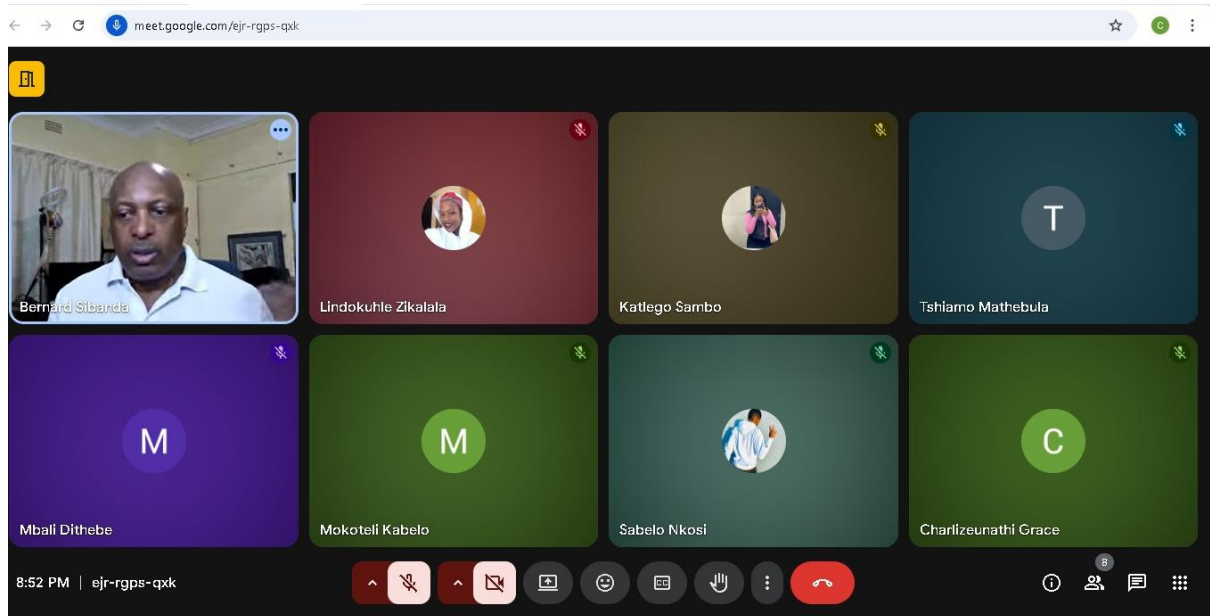 meet.google.com/ejr-rgps-qxk
C
Bernard Sibanda
Lindokuhle Zikalala
Katlego Sambo
T
Tshiamo Mathebula
M
Mbali Dithebe
M
Mokoteli Kabelo
Sabelo Nkosi
C
Charlizeunathi Grace
8
8:52 PM | ejr-rgps-qxk
CC